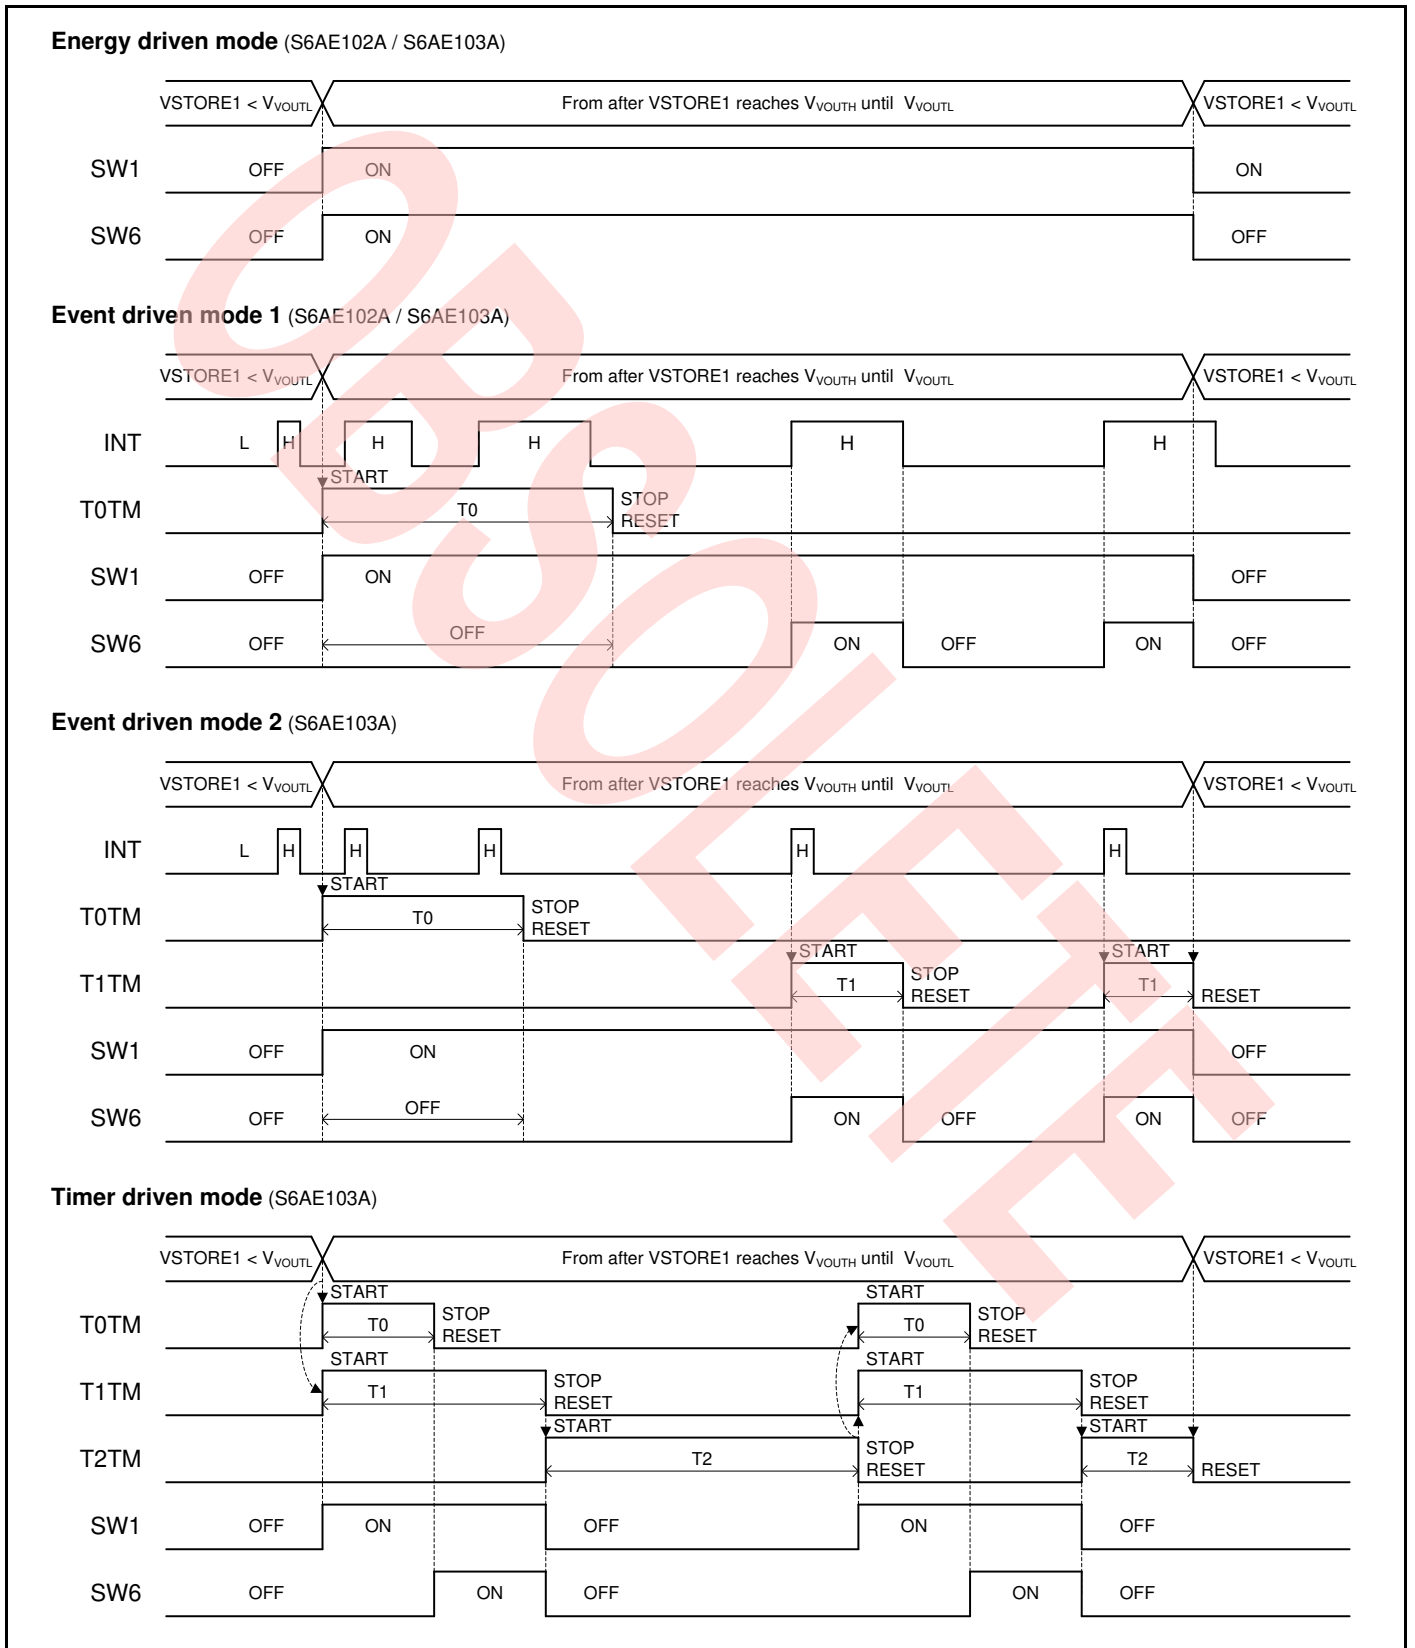 Energy driven mode (S6AE102A / S6AE103A)
VSTORE1 < VVOUTL From after VSTORE1 reaches VVOUTH until VVOUTL VSTORE1 < VVOUTL
SW1 OFF ON ON
SW6 OFF ON OFF
Event driven mode 1 (S6AE102A / S6AE103A)
VSTORE1 < VVOUTL From after VSTORE1 reaches VVOUTH until VVOUTL VSTORE1 < VVOUTL
INT L H H H H H
START
T0TM T0 STOP
RESET
SW1 OFF ON OFF
SW6 OFF OFF ON OFF ON OFF
Event driven mode 2 (S6AE103A)
VSTORE1 < VVOUTL From after VSTORE1 reaches VVOUTH until VVOUTL VSTORE1 < VVOUTL
INT L H H H H H
START
T0TM T0 STOP
RESET
START START
T1TM T1 STOP T1
RESET RESET
SW1 OFF ON OFF
SW6 OFF OFF ON OFF ON OFF
Timer driven mode (S6AE103A)
VSTORE1 < VVOUTL From after VSTORE1 reaches VVOUTH until VVOUTL VSTORE1 < VVOUTL
START START
T0TM T0 STOP T0 STOP
RESET RESET
START START
T1TM T1 STOP T1 STOP
RESET RESET
START START
T2TM T2 STOP T2
RESET RESET
SW1 OFF ON OFF ON OFF
SW6 OFF ON OFF ON OFF
OBSOLETE